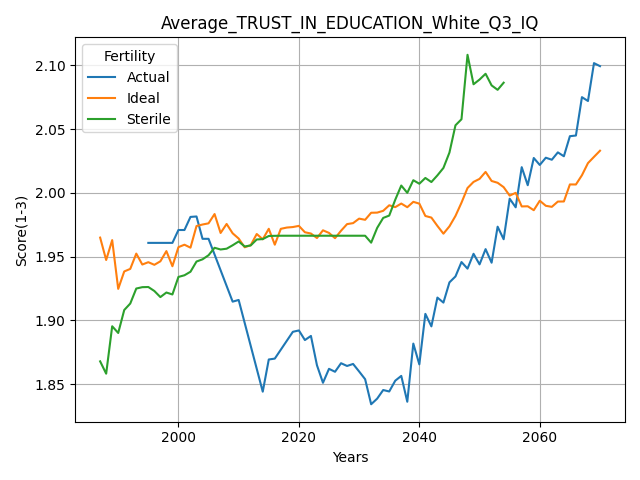 Average_TRUST_IN_EDUCATION_White_Q3_IQ
Fertility
Actual
Ideal
Sterile
Score(1-3)
2.10
2.05
2.00
1.95
1.90
1.85
2000
2020
2040
2060
Years